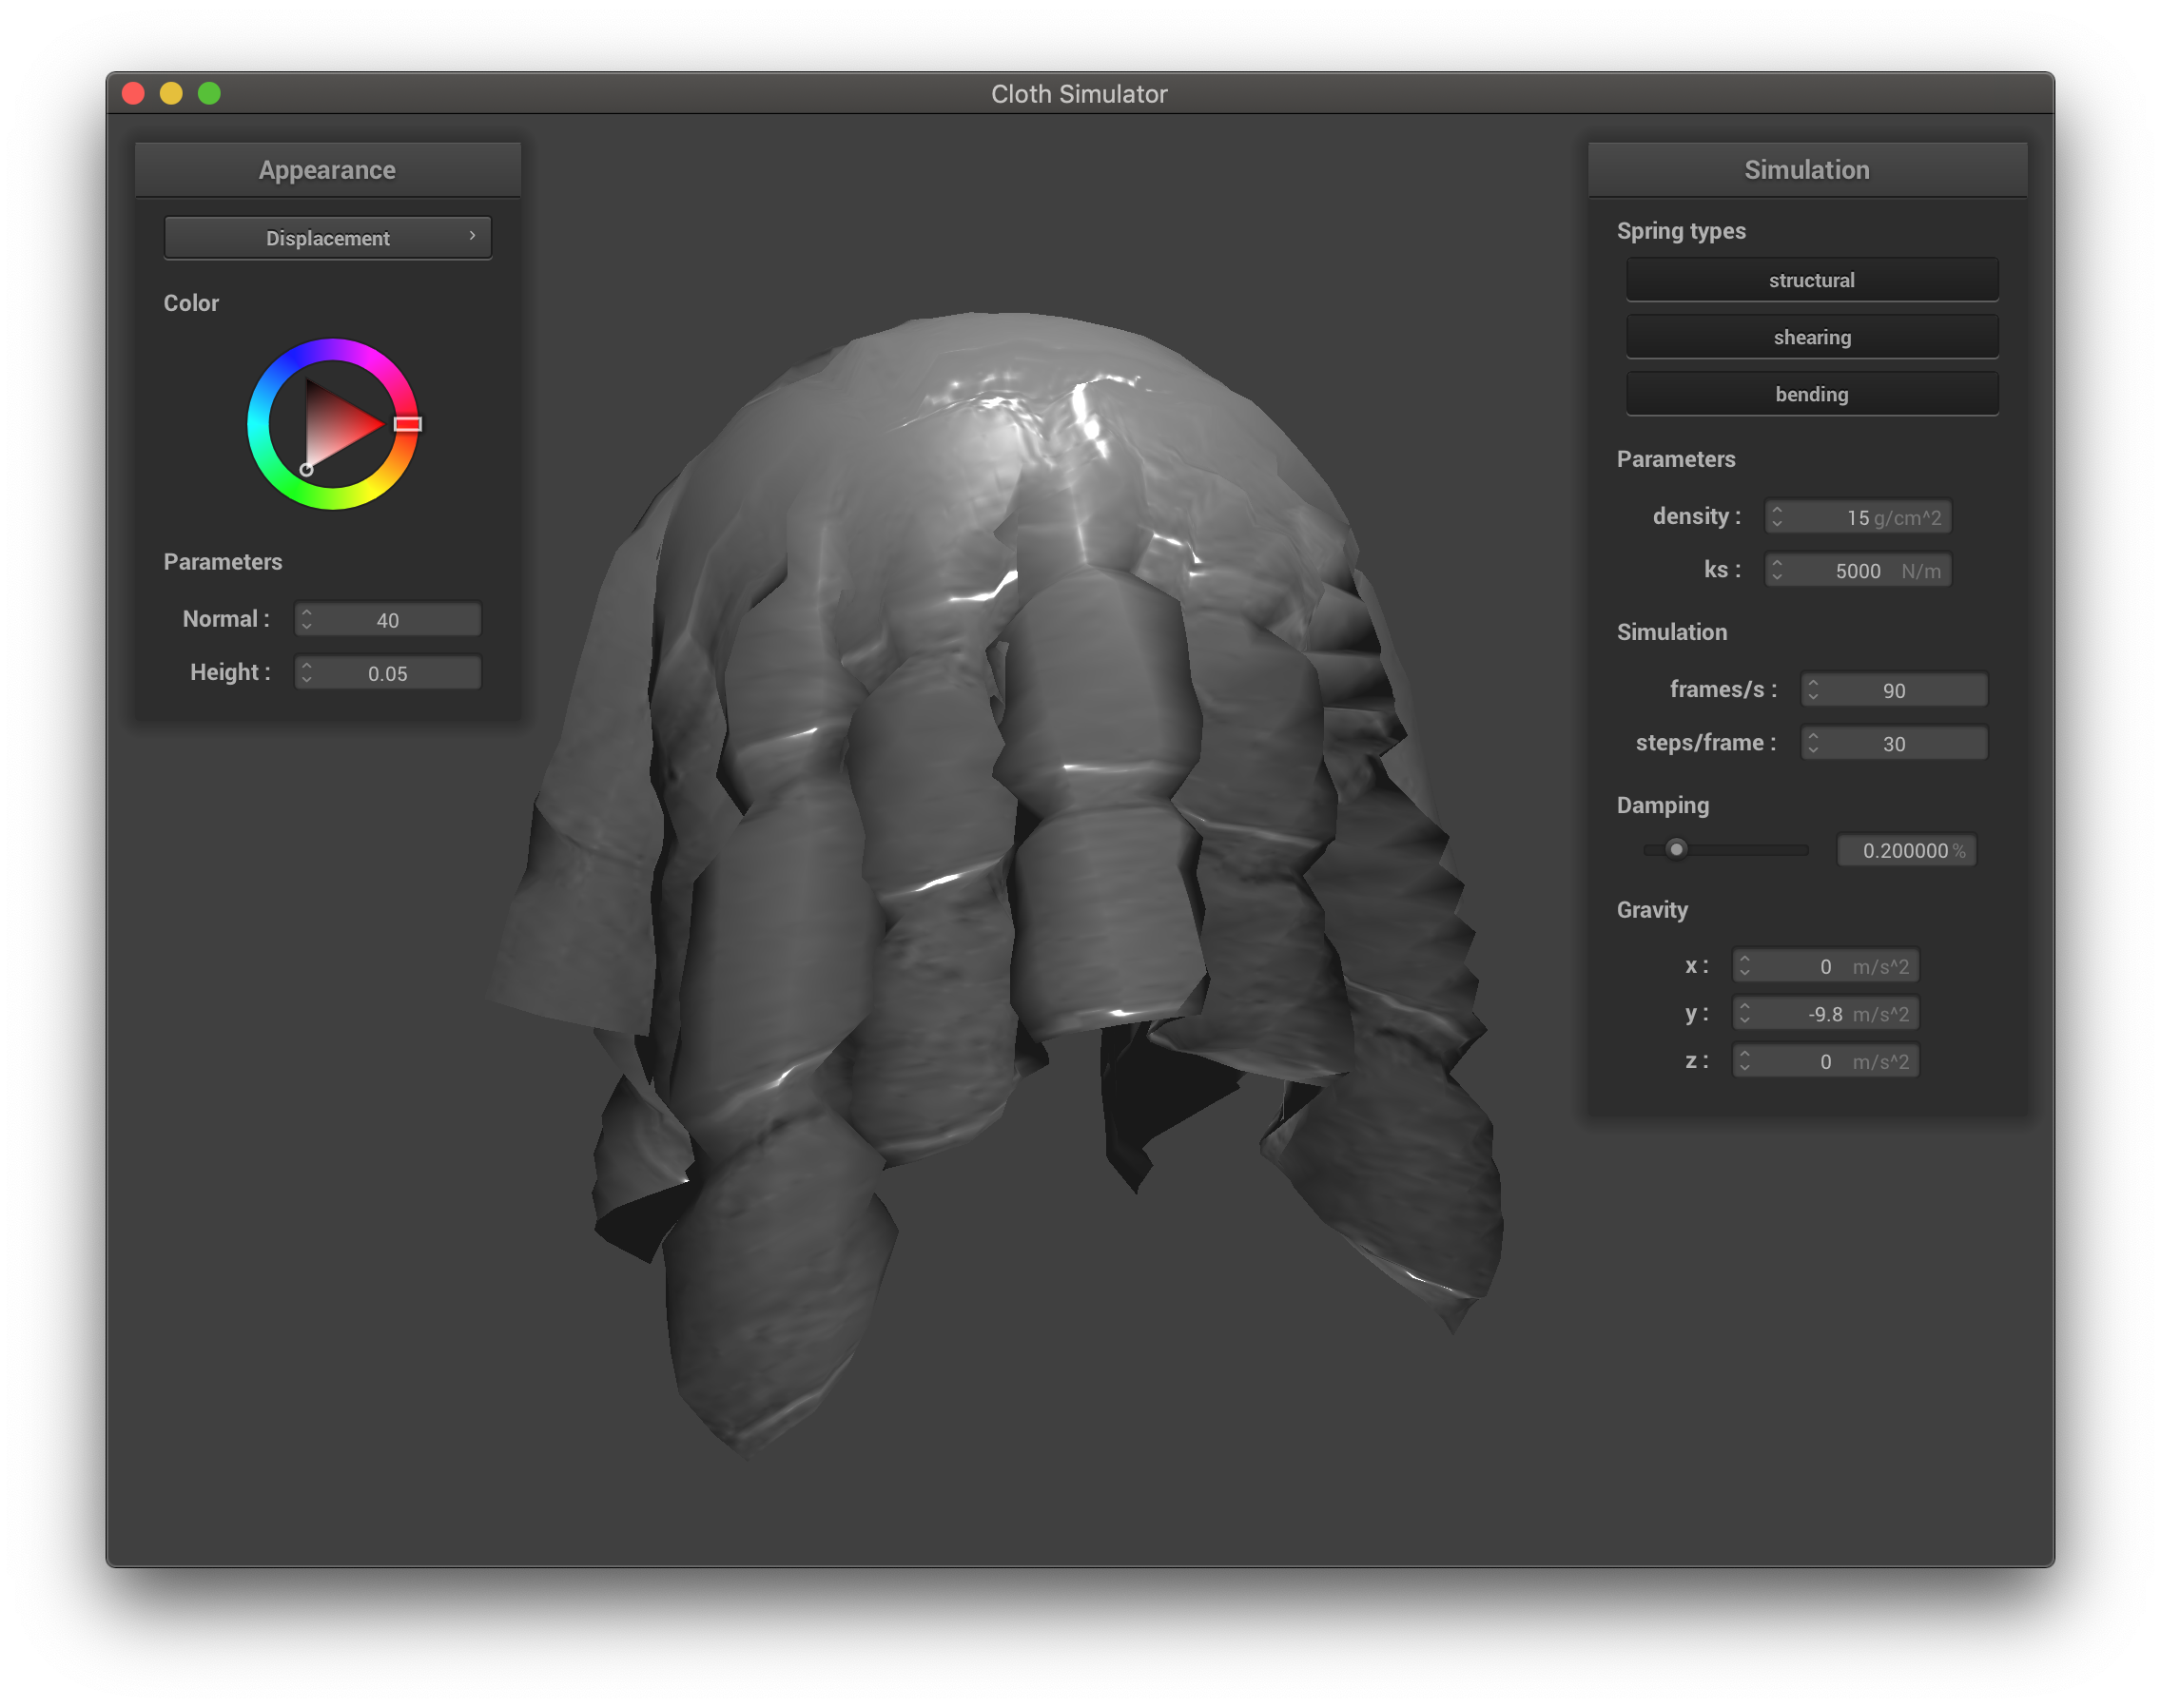 Cloth Simulator
Appearance
Displacement
Color
Parameters
Normal : 40
Height : 0.05
Simulation
Spring types
structural
shearing
bending
Parameters
density : 15 g/cm^2
ks : 5000 N/m
Simulation
frames/s : 90
steps/frame : 30
Damping
0.200000 %
Gravity
x : 0 m/s^2
y : -9.8 m/s^2
z : 0 m/s^2